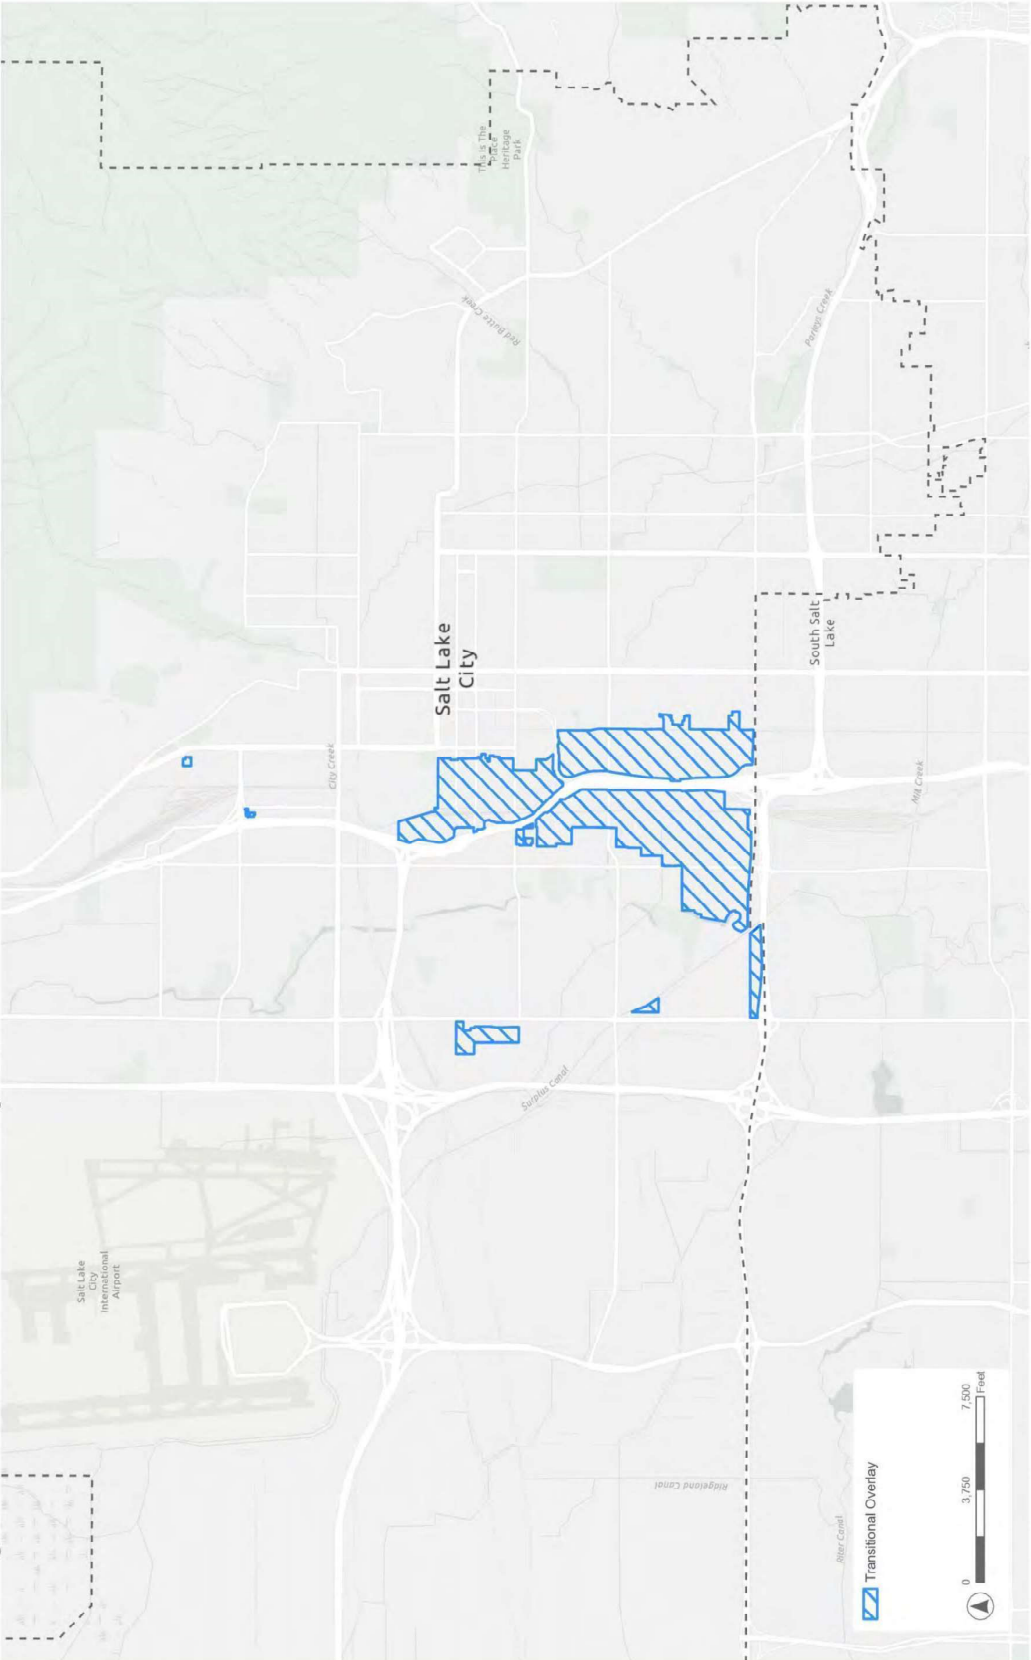 This is The
Place
Heritage
Park
Red Butte Creek
Parleys Creek
Salt Lake
City
South Salt
Lake
City Creek
Mill Creek
Surplus Canal
Salt Lake
City
International
Airport
Ridgeland Canal
Riter Canal
Transitional Overlay
0
3,750
7,500
Feet